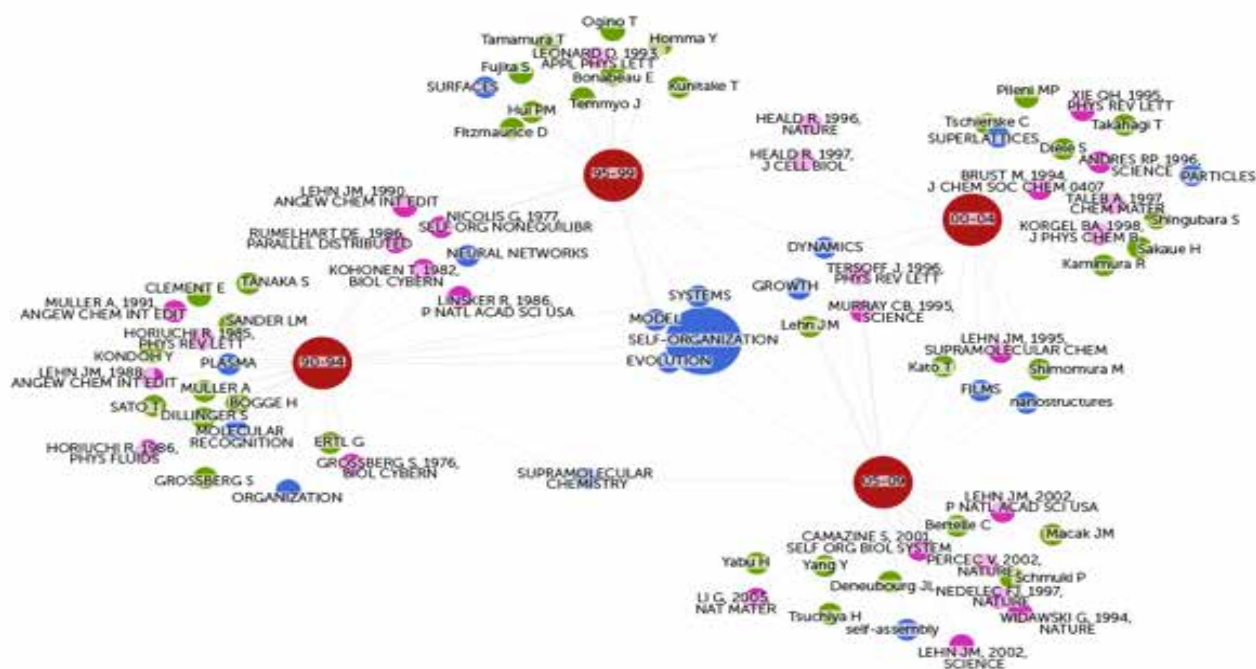 Ogino T
Tamamura T
Homma Y
LEONARD D, 1993,
APPL PHYS LETT
Fujita S
Bonabeau E
SURFACES
Kunitake T
Temmyo J
Hui PM
Fitzmaurice D
95-99
HEALD R, 1996,
NATURE
HEALD R, 1997,
J CELL BIOL
Pileni MP
XIE QH, 1995,
PHYS REV LETT
Tschierske C
Takahagi T
SUPERLATTICES
Diele S
ANDRES RP, 1996,
SCIENCE
PARTICLES
BRUST M, 1994,
J CHEM SOC CHEM 0407
TALEB A, 1997,
CHEM MATER
00-04
Shingubara S
KORGEL BA, 1998,
J PHYS CHEM B
Sakaue H
Kamimura R
LEHN JM, 1990,
ANGEW CHEM INT EDIT
NICOLIS G, 1977,
SELF ORG NONEQUILIBR
RUMELHART DE, 1986,
PARALLEL DISTRIBUTED
NEURAL NETWORKS
KOHONEN T, 1982,
BIOL CYBERN
LINSKER R, 1986,
P NATL ACAD SCI USA
DYNAMICS
TERSOFF J, 1996,
PHYS REV LETT
GROWTH
SYSTEMS
MURRAY CB, 1995,
SCIENCE
MODEL
Lehn JM
SELF-ORGANIZATION
EVOLUTION
TANAKA S
CLEMENT E
MULLER A, 1991,
ANGEW CHEM INT EDIT
SANDER LM
HORIUCHI R, 1985,
PHYS REV LETT
KONDOH Y
PLASMA
90-94
LEHN JM, 1988,
ANGEW CHEM INT EDIT
MULLER A
BOGGE H
SATO T
DILLINGER S
MOLECULAR
RECOGNITION
HORIUCHI R, 1986,
PHYS FLUIDS
ERTL G
GROSSBERG S, 1976,
BIOL CYBERN
GROSSBERG S
ORGANIZATION
LEHN JM, 1995,
SUPRAMOLECULAR CHEM
Kato T
Shimomura M
FILMS
nanostructures
SUPRAMOLECULAR
CHEMISTRY
05-09
LEHN JM, 2002,
P NATL ACAD SCI USA
Bertelle C
Macak JM
CAMAZINE S, 2001,
SELF ORG BIOL SYSTEM
Yabu H
Yang Y
PERCEC V, 2002,
NATURE
Schmuki P
Deneubourg JL
NEDELEC FJ, 1997,
NATURE
LI G, 2005,
NAT MATER
Tsuchiya H
WIDAWSKI G, 1994,
NATURE
self-assembly
LEHN JM, 2002,
SCIENCE